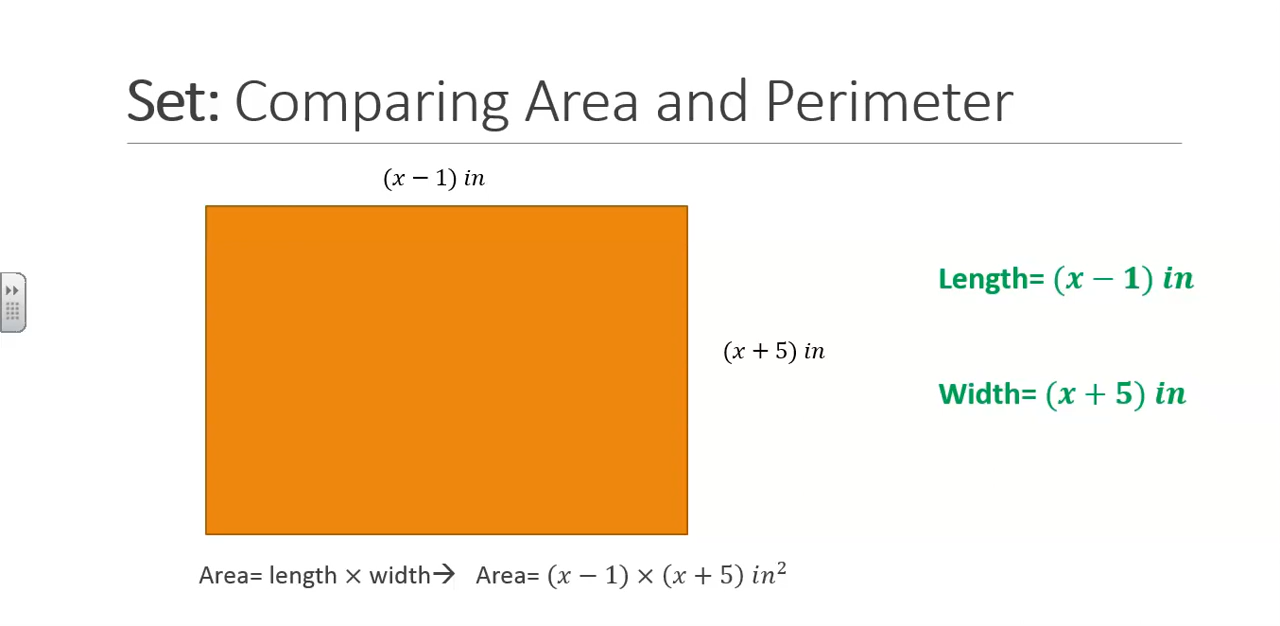 Set: Comparing Area and Perimeter
(x − 1) in
Length= (x − 1) in
(x + 5) in
Width= (x + 5) in
Area= length × width→ Area= (x − 1) × (x + 5) in²